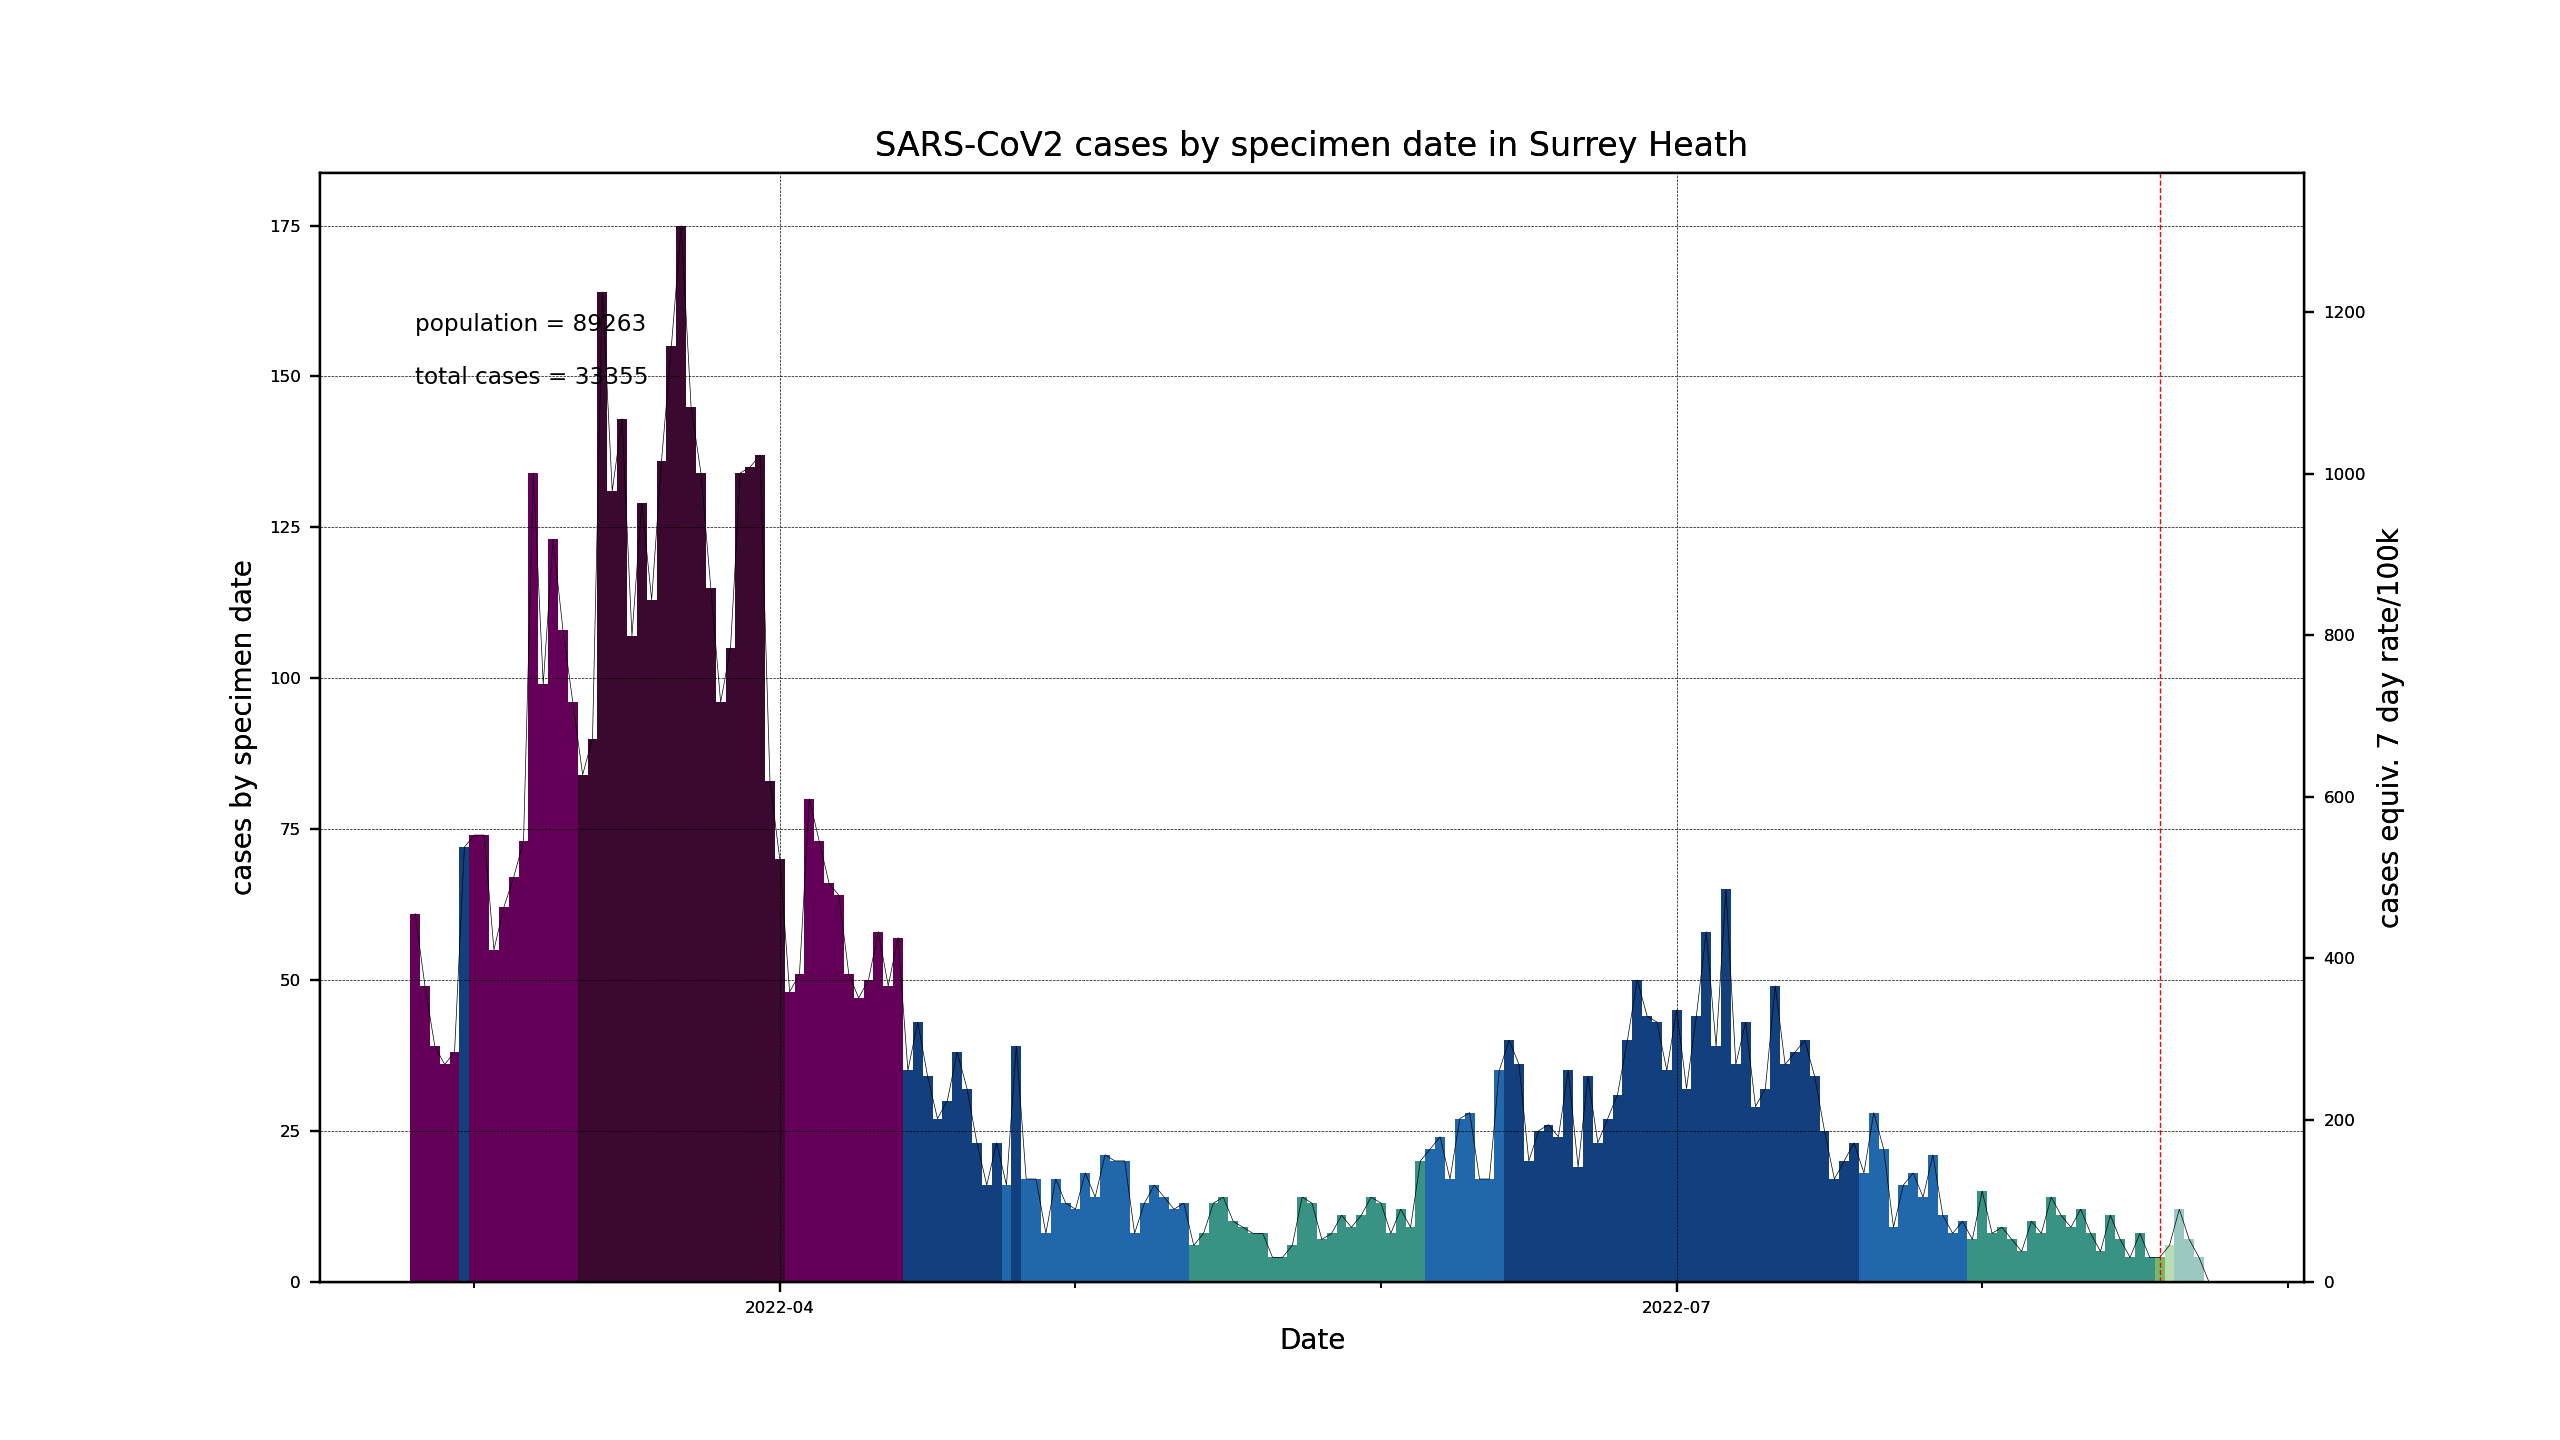 SARS-CoV2 cases by specimen date in Surrey Heath
population = 89263
total cases = 33355
cases by specimen date
175
150
125
100
75
50
25
0
1200
1000
800
600
400
200
0
cases equiv. 7 day rate/100k
2022-04
2022-07
Date